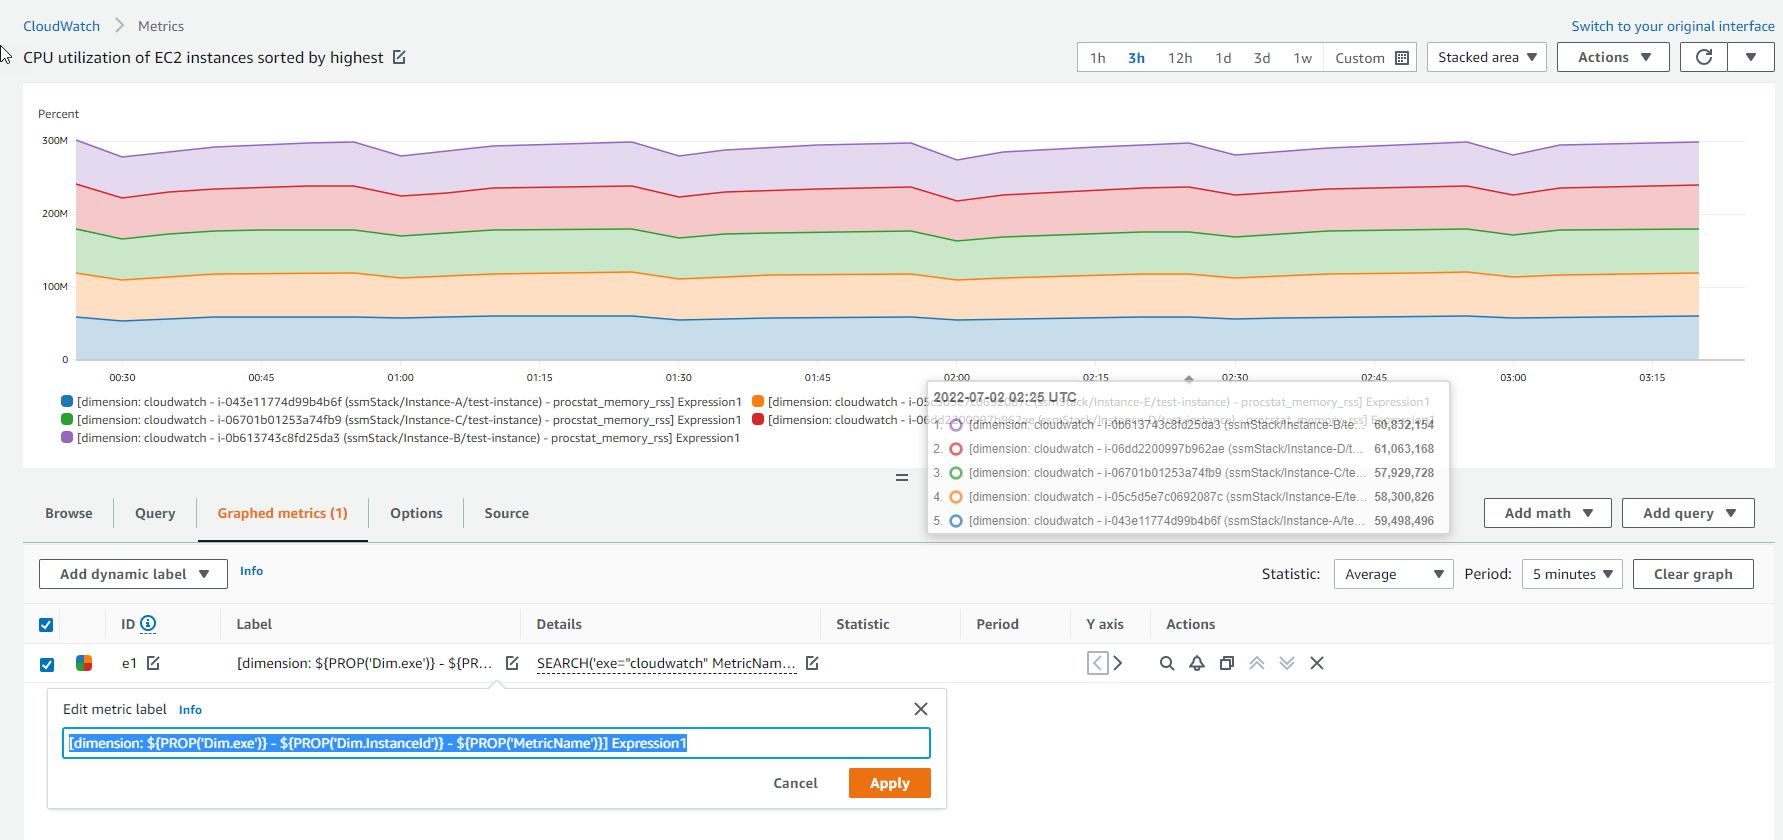 CloudWatch > Metrics
Switch to your original interface
CPU utilization of EC2 instances sorted by highest
1h 3h 12h 1d 3d 1w Custom Stacked area Actions
Percent
300M
200M
100M
0
00:30 00:45 01:00 01:15 01:30 01:45 02:00 02:15 02:30 02:45 03:00 03:15
[dimension: cloudwatch - i-043e11774d99b4b6f (ssmStack/Instance-A/test-instance) - procstat_memory_rss] Expression1
[dimension: cloudwatch - i-05c5d5e7c0692087c (ssmStack/Instance-E/test-instance) - procstat_memory_rss] Expression1
[dimension: cloudwatch - i-06701b01253a74fb9 (ssmStack/Instance-C/test-instance) - procstat_memory_rss] Expression1
[dimension: cloudwatch - i-06dd2200997b962ae (ssmStack/Instance-D/test-instance) - procstat_memory_rss] Expression1
[dimension: cloudwatch - i-0b613743c8fd25da3 (ssmStack/Instance-B/test-instance) - procstat_memory_rss] Expression1
2022-07-02 02:25 UTC
1. [dimension: cloudwatch - i-0b613743c8fd25da3 (ssmStack/Instance-B/te... 60,832,154
2. [dimension: cloudwatch - i-06dd2200997b962ae (ssmStack/Instance-D/t... 61,063,168
3. [dimension: cloudwatch - i-06701b01253a74fb9 (ssmStack/Instance-C/te... 57,929,728
4. [dimension: cloudwatch - i-05c5d5e7c0692087c (ssmStack/Instance-E/te... 58,300,826
5. [dimension: cloudwatch - i-043e11774d99b4b6f (ssmStack/Instance-A/te... 59,498,496
Browse Query Graphed metrics (1) Options Source Add math Add query
Add dynamic label Info Statistic: Average Period: 5 minutes Clear graph
ID Label Details Statistic Period Y axis Actions
e1 [dimension: ${PROP('Dim.exe')} - ${PR... SEARCH('exe="cloudwatch" MetricNam...
Edit metric label Info
[dimension: ${PROP('Dim.exe')} - ${PROP('Dim.InstanceId')} - ${PROP('MetricName')}] Expression1
Cancel Apply